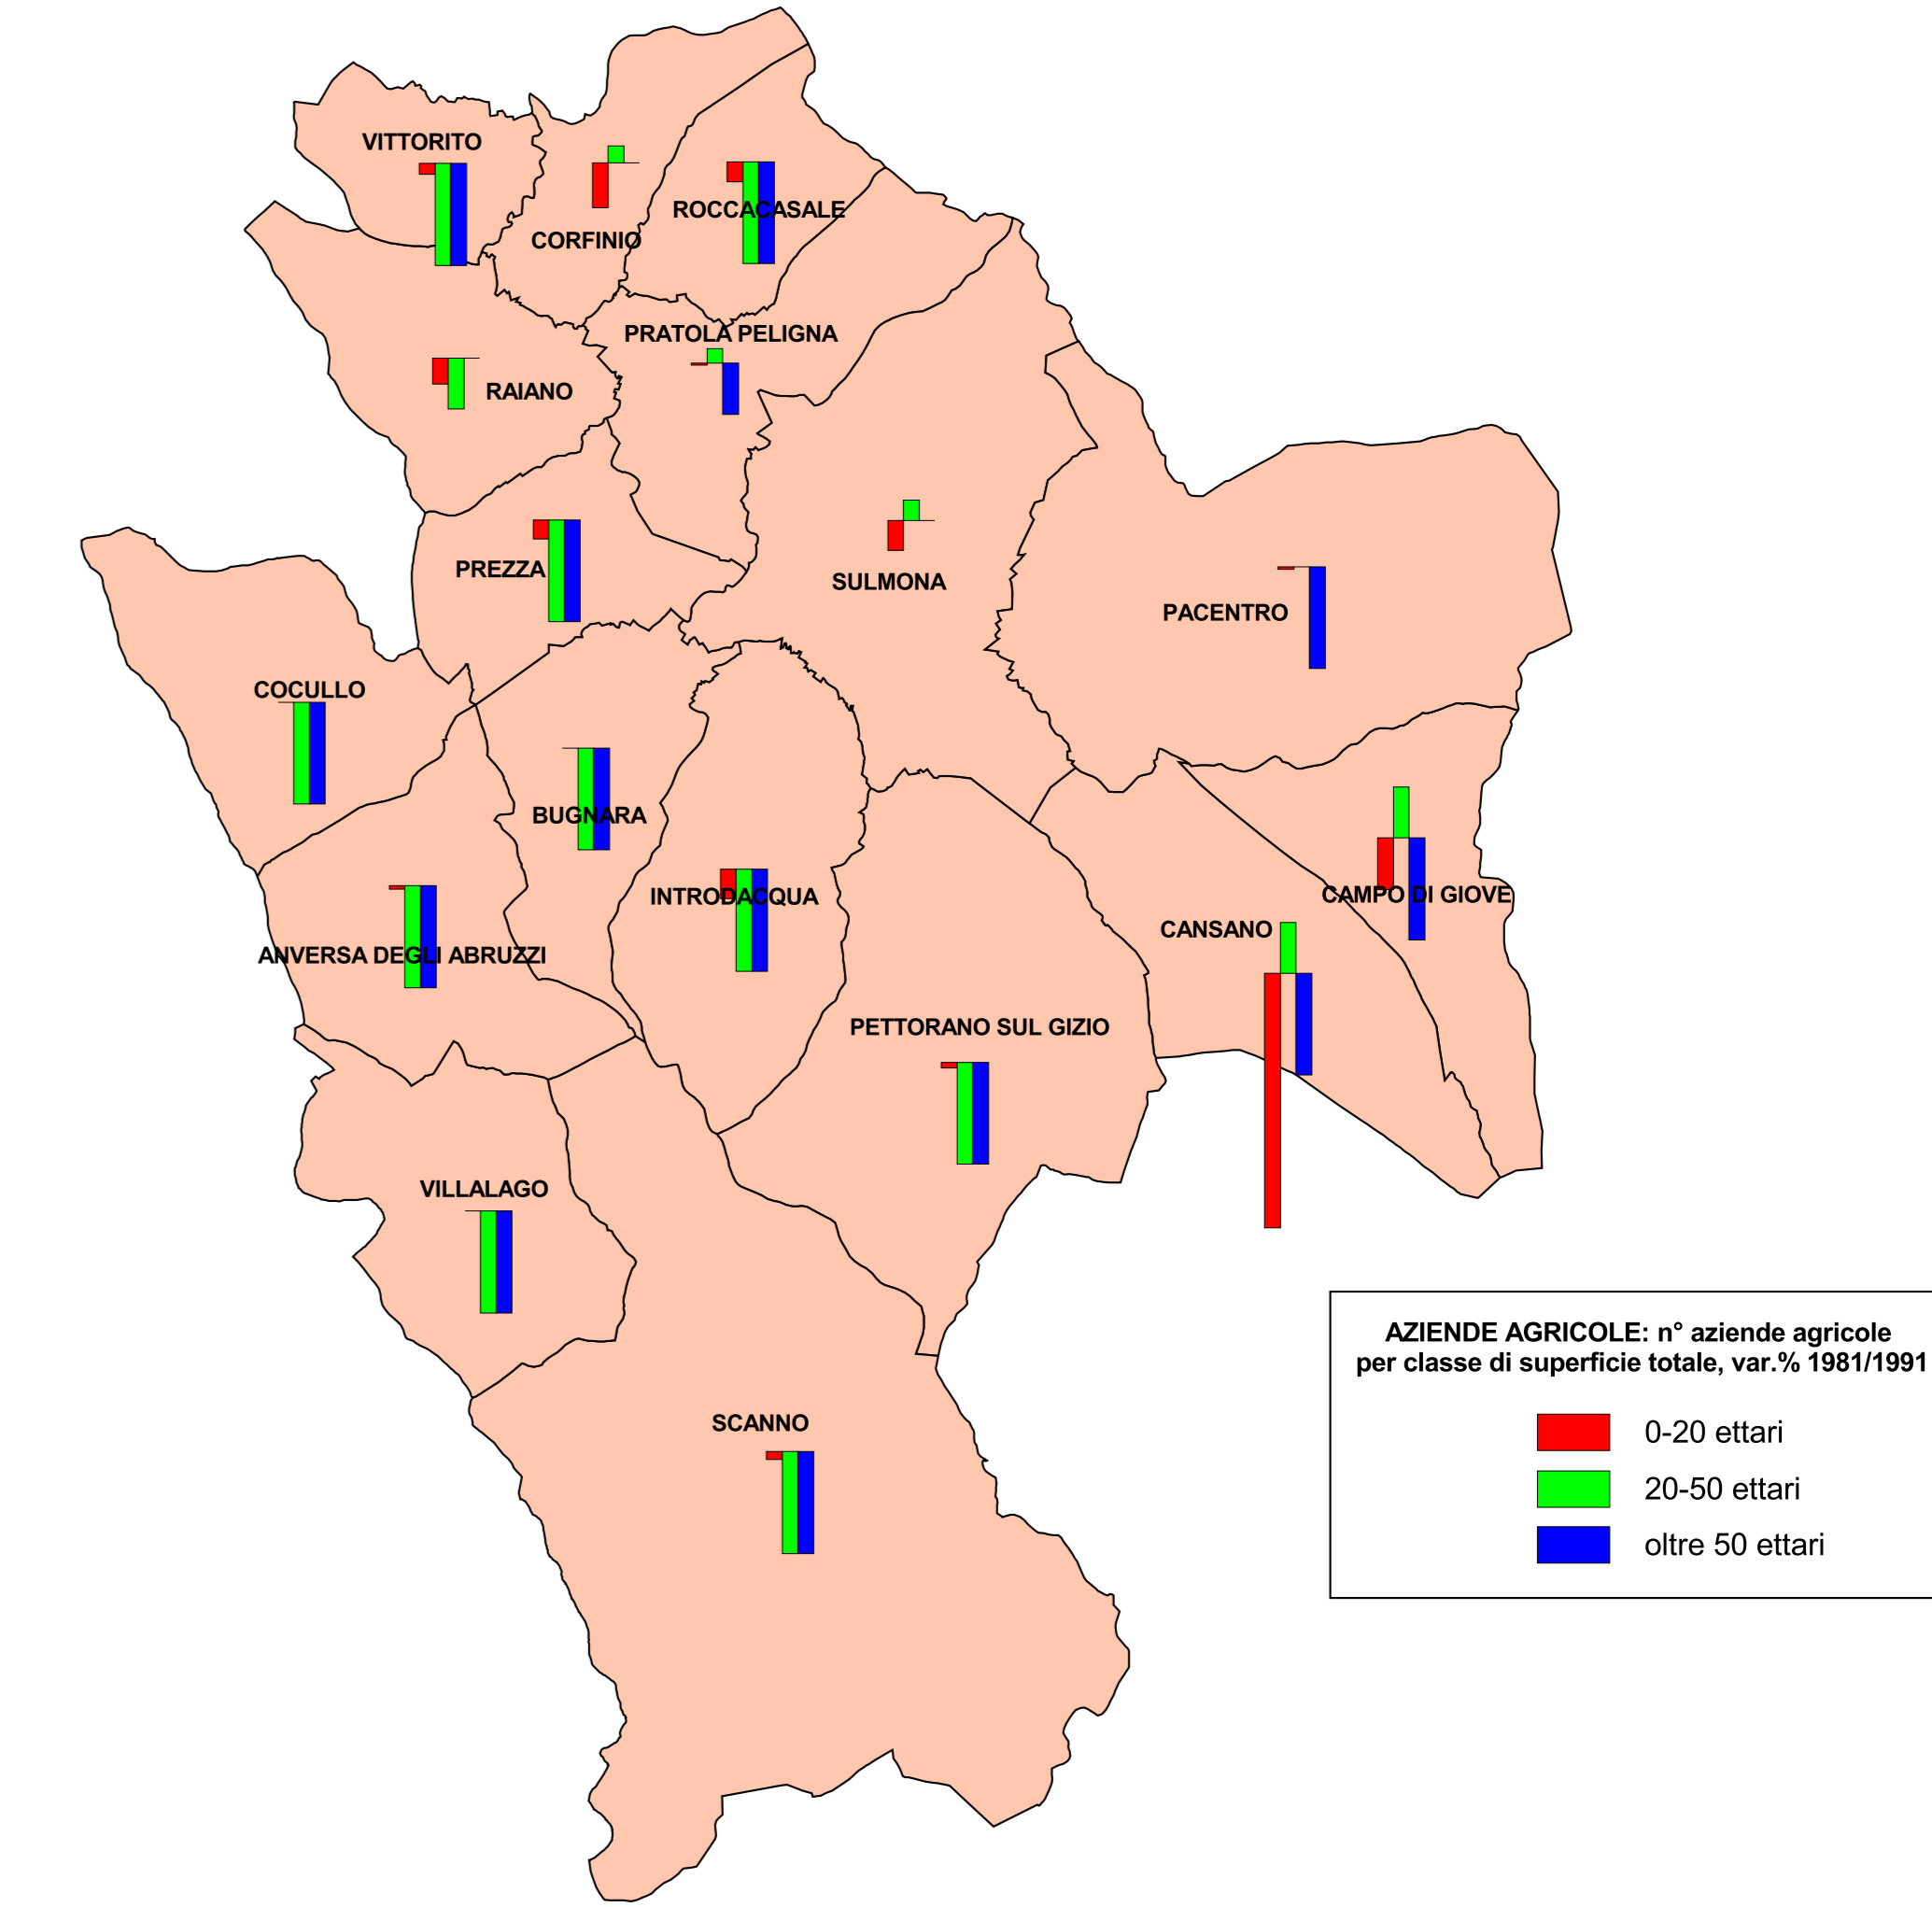 VITTORITO
ROCCACASALE
CORFINIO
PRATOLA PELIGNA
RAIANO
PREZZA
SULMONA
PACENTRO
COCULLO
BUGNARA
INTRODACQUA
CAMPO DI GIOVE
CANSANO
ANVERSA DEGLI ABRUZZI
PETTORANO SUL GIZIO
VILLALAGO
SCANNO
AZIENDE AGRICOLE: n° aziende agricole
per classe di superficie totale, var.% 1981/1991
0-20 ettari
20-50 ettari
oltre 50 ettari